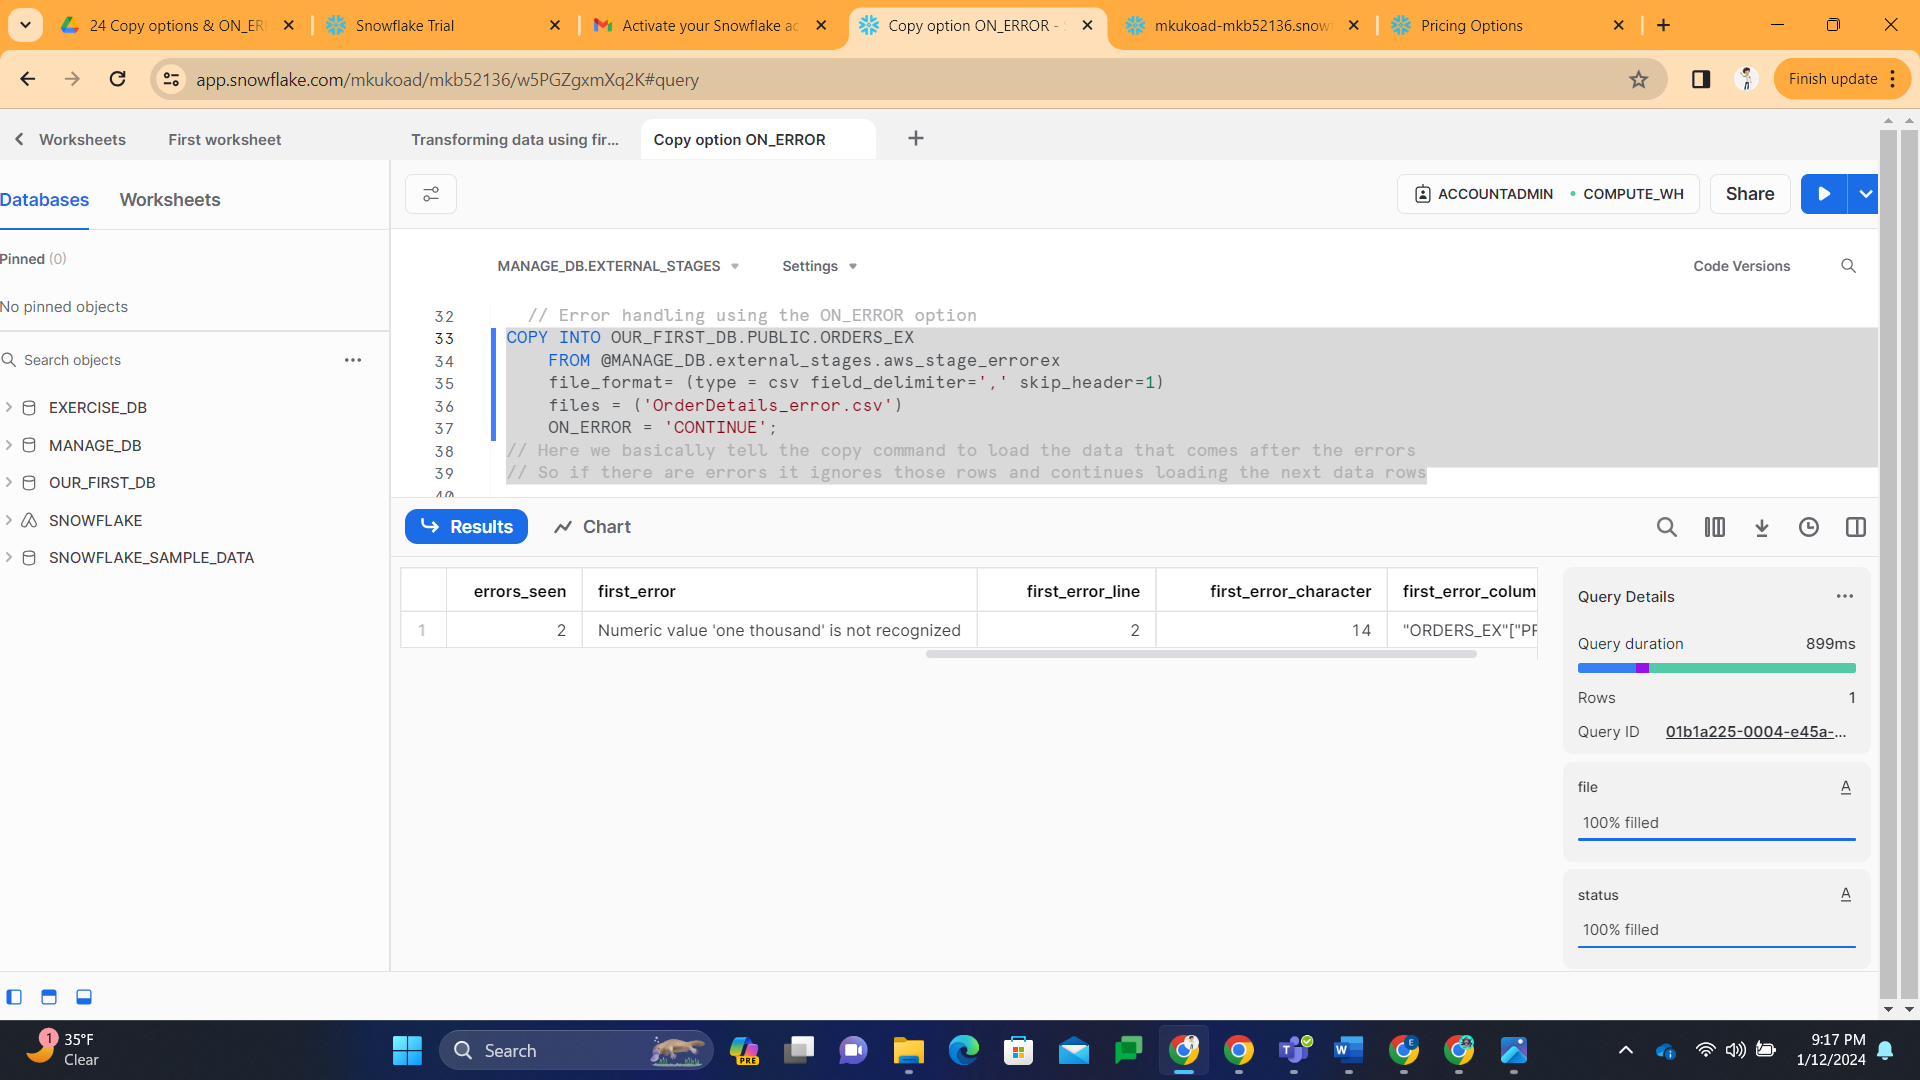 24 Copy options & ON_ER
Snowflake Trial
Activate your Snowflake ac
Copy option ON_ERROR - S
mkukoad-mkb52136.snow
Pricing Options
app.snowflake.com/mkukoad/mkb52136/w5PGZgxmXq2K#query
Finish update
Worksheets
First worksheet
Transforming data using fir...
Copy option ON_ERROR
Databases
Worksheets
ACCOUNTADMIN
COMPUTE_WH
Share
Pinned (0)
No pinned objects
Search objects
EXERCISE_DB
MANAGE_DB
OUR_FIRST_DB
SNOWFLAKE
SNOWFLAKE_SAMPLE_DATA
MANAGE_DB.EXTERNAL_STAGES
Settings
Code Versions
32 // Error handling using the ON_ERROR option
33 COPY INTO OUR_FIRST_DB.PUBLIC.ORDERS_EX
34 FROM @MANAGE_DB.external_stages.aws_stage_errorex
35 file_format= (type = csv field_delimiter=',' skip_header=1)
36 files = ('OrderDetails_error.csv')
37 ON_ERROR = 'CONTINUE';
38 // Here we basically tell the copy command to load the data that comes after the errors
39 // So if there are errors it ignores those rows and continues loading the next data rows
40
Results
Chart
errors_seen first_error first_error_line first_error_character first_error_colum
1 2 Numeric value 'one thousand' is not recognized 2 14 "ORDERS_EX"["PR
Query Details
Query duration 899ms
Rows 1
Query ID 01b1a225-0004-e45a-...
file A
100% filled
status A
100% filled
1
35°F
Clear
Search
PRE
9:17 PM
1/12/2024